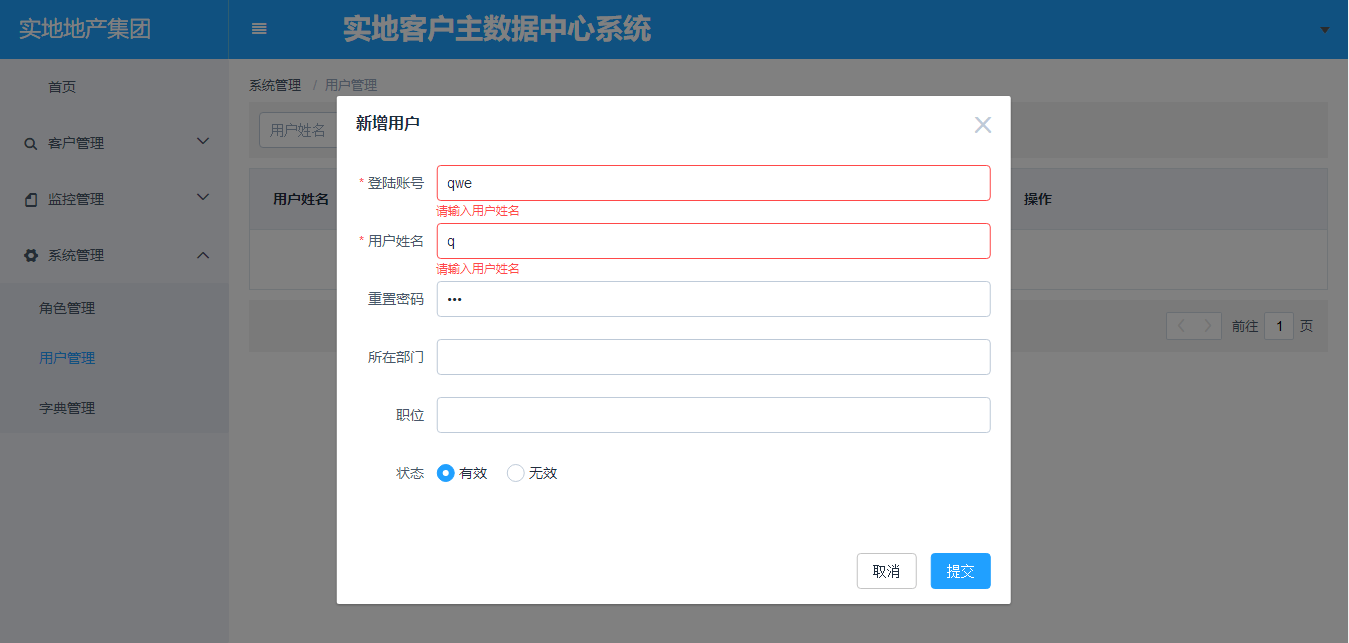 实地地产集团
实地客户主数据中心系统
首页
客户管理
监控管理
系统管理
角色管理
用户管理
字典管理
系统管理 / 用户管理
用户姓名
用户姓名
操作
前往 1 页
新增用户
* 登陆账号 qwe
请输入用户姓名
* 用户姓名 q
请输入用户姓名
重置密码 •••
所在部门
职位
状态 有效 无效
取消 提交